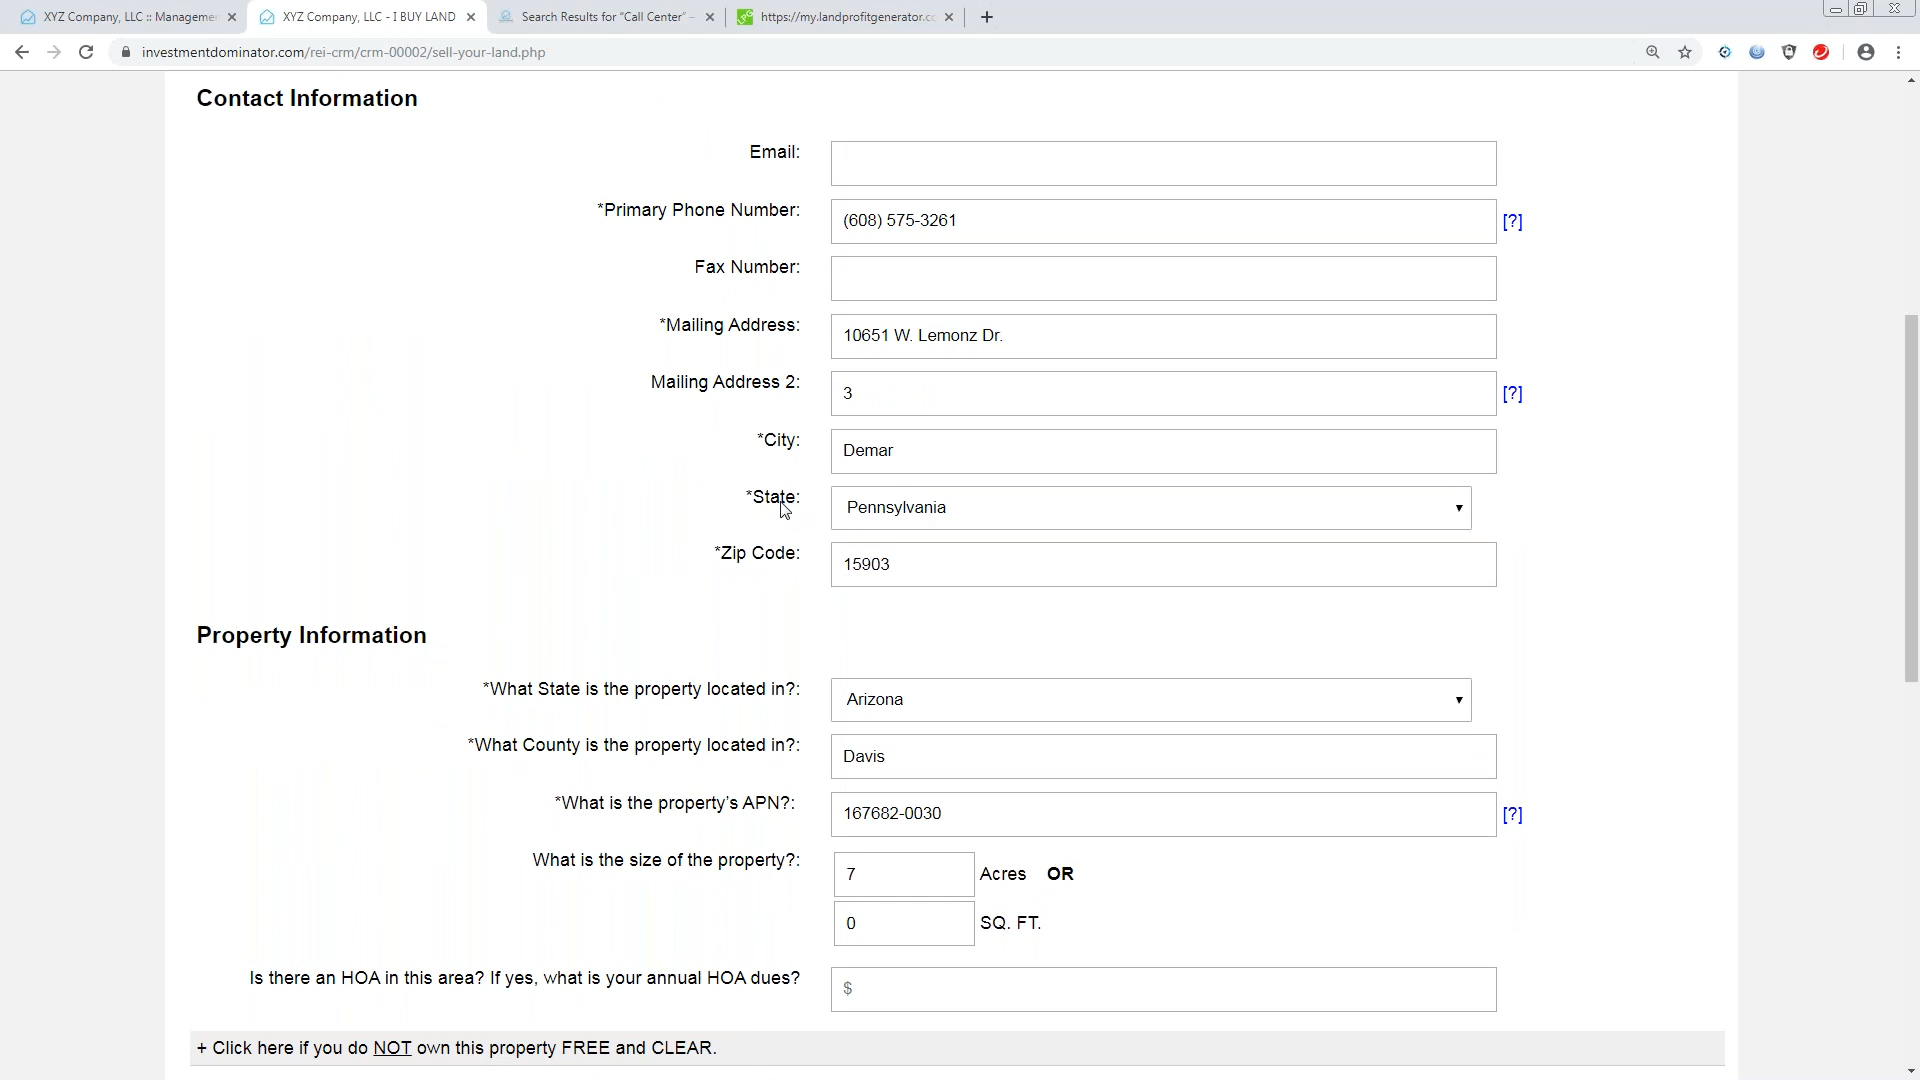 XYZ Company, LLC :: Managemen
XYZ Company, LLC - I BUY LAND
Search Results for "Call Center" –
https://my.landprofitgenerator.co
investmentdominator.com/rei-crm/crm-00002/sell-your-land.php
Contact Information
Email:
*Primary Phone Number: (608) 575-3261 [?]
Fax Number:
*Mailing Address: 10651 W. Lemonz Dr.
Mailing Address 2: 3 [?]
*City: Demar
*State: Pennsylvania
*Zip Code: 15903
Property Information
*What State is the property located in?: Arizona
*What County is the property located in?: Davis
*What is the property's APN?: 167682-0030 [?]
What is the size of the property?: 7 Acres OR
0 SQ. FT.
Is there an HOA in this area? If yes, what is your annual HOA dues? $
+ Click here if you do NOT own this property FREE and CLEAR.